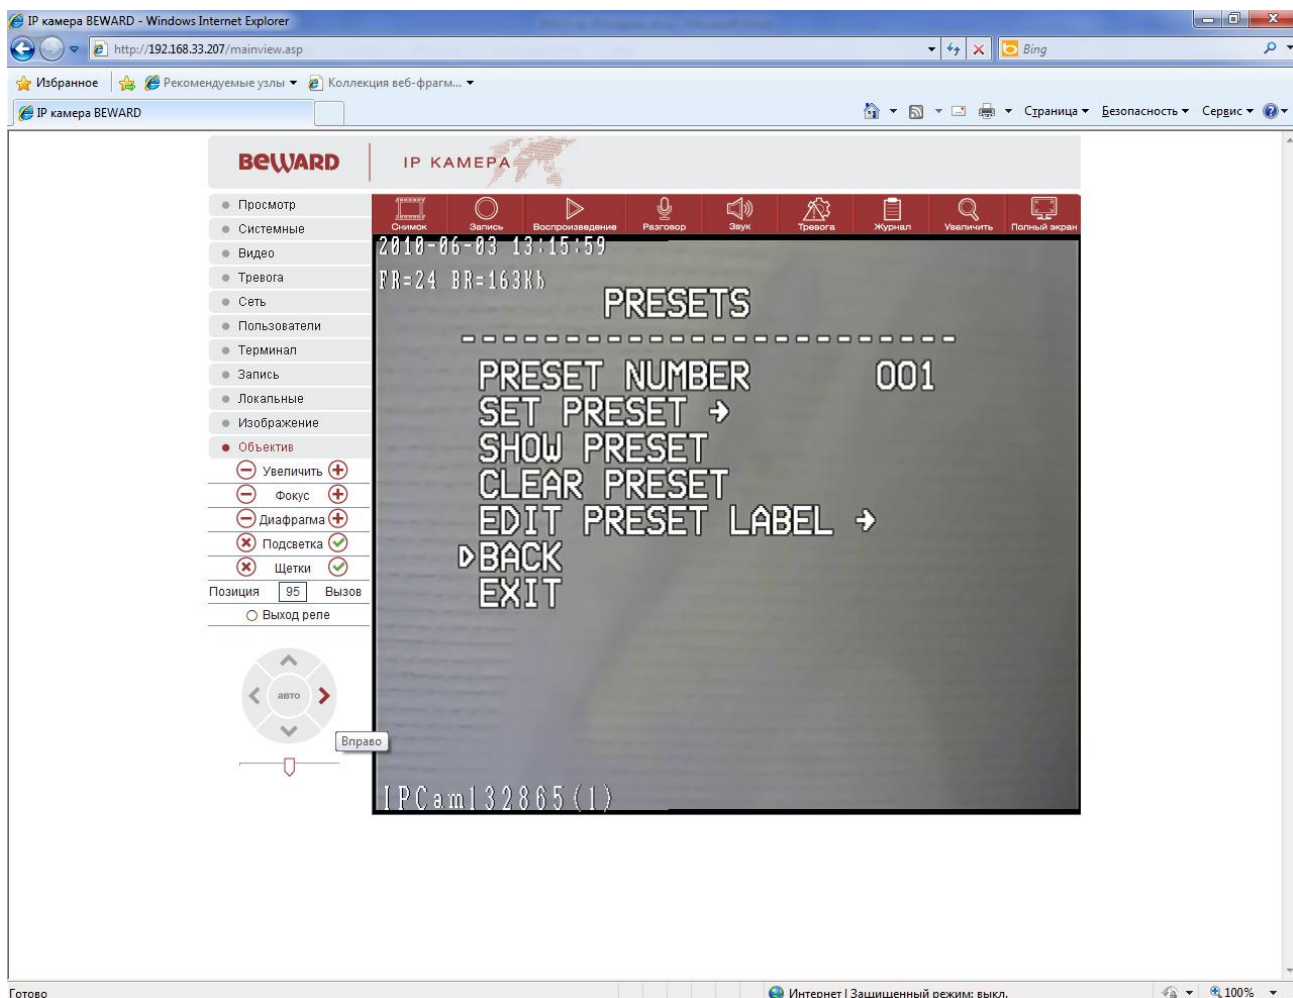 IP камера BEWARD - Windows Internet Explorer
http://192.168.33.207/mainview.asp
Bing
Избранное Рекомендуемые узлы Коллекция веб-фрагм...
IP камера BEWARD
Страница Безопасность Сервис
BEWARD IP КАМЕРА
Просмотр
Системные
Видео
Тревога
Сеть
Пользователи
Терминал
Запись
Локальные
Изображение
Объектив
Увеличить
Фокус
Диафрагма
Подсветка
Щетки
Позиция 95 Вызов
Выход реле
авто
Вправо
Снимок Запись Воспроизведение Разговор Звук Тревога Журнал Увеличить Полный экран
2010-06-03 13:15:59
FR=24 BR=163Kb
PRESETS
--------------------------
PRESET NUMBER 001
SET PRESET →
SHOW PRESET
CLEAR PRESET
EDIT PRESET LABEL →
BACK
EXIT
IPCam132865(1)
Готово
Интернет | Защищенный режим: выкл.
100%